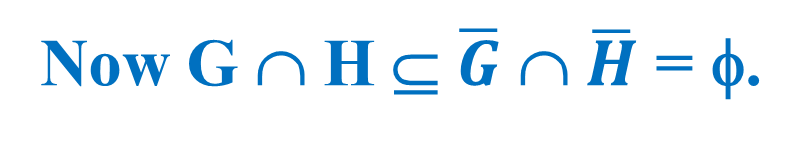 Now G ∩ H ⊆ G̅ ∩ H̅ = ϕ.